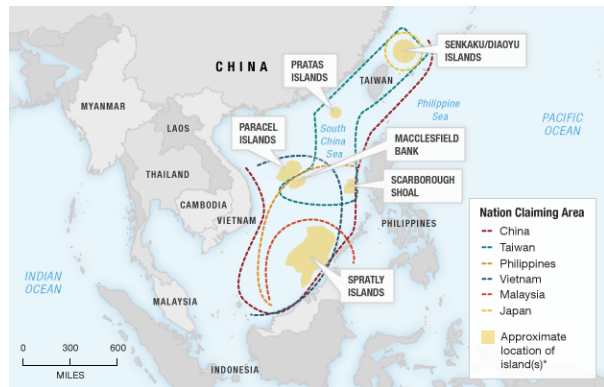 SENKAKU/DIAOYU
ISLANDS
CHINA
PRATAS
ISLANDS
TAIWAN
MYANMAR
Philippine
Sea
PACIFIC
OCEAN
LAOS
PARACEL
ISLANDS
South
China
Sea
MACCLESFIELD
BANK
THAILAND
SCARBOROUGH
SHOAL
CAMBODIA
VIETNAM
PHILIPPINES
Nation Claiming Area
China
Taiwan
Philippines
Vietnam
Malaysia
Japan
Approximate
location of
island(s)*
INDIAN
OCEAN
SPRATLY
ISLANDS
MALAYSIA
0 300 600
MILES
INDONESIA